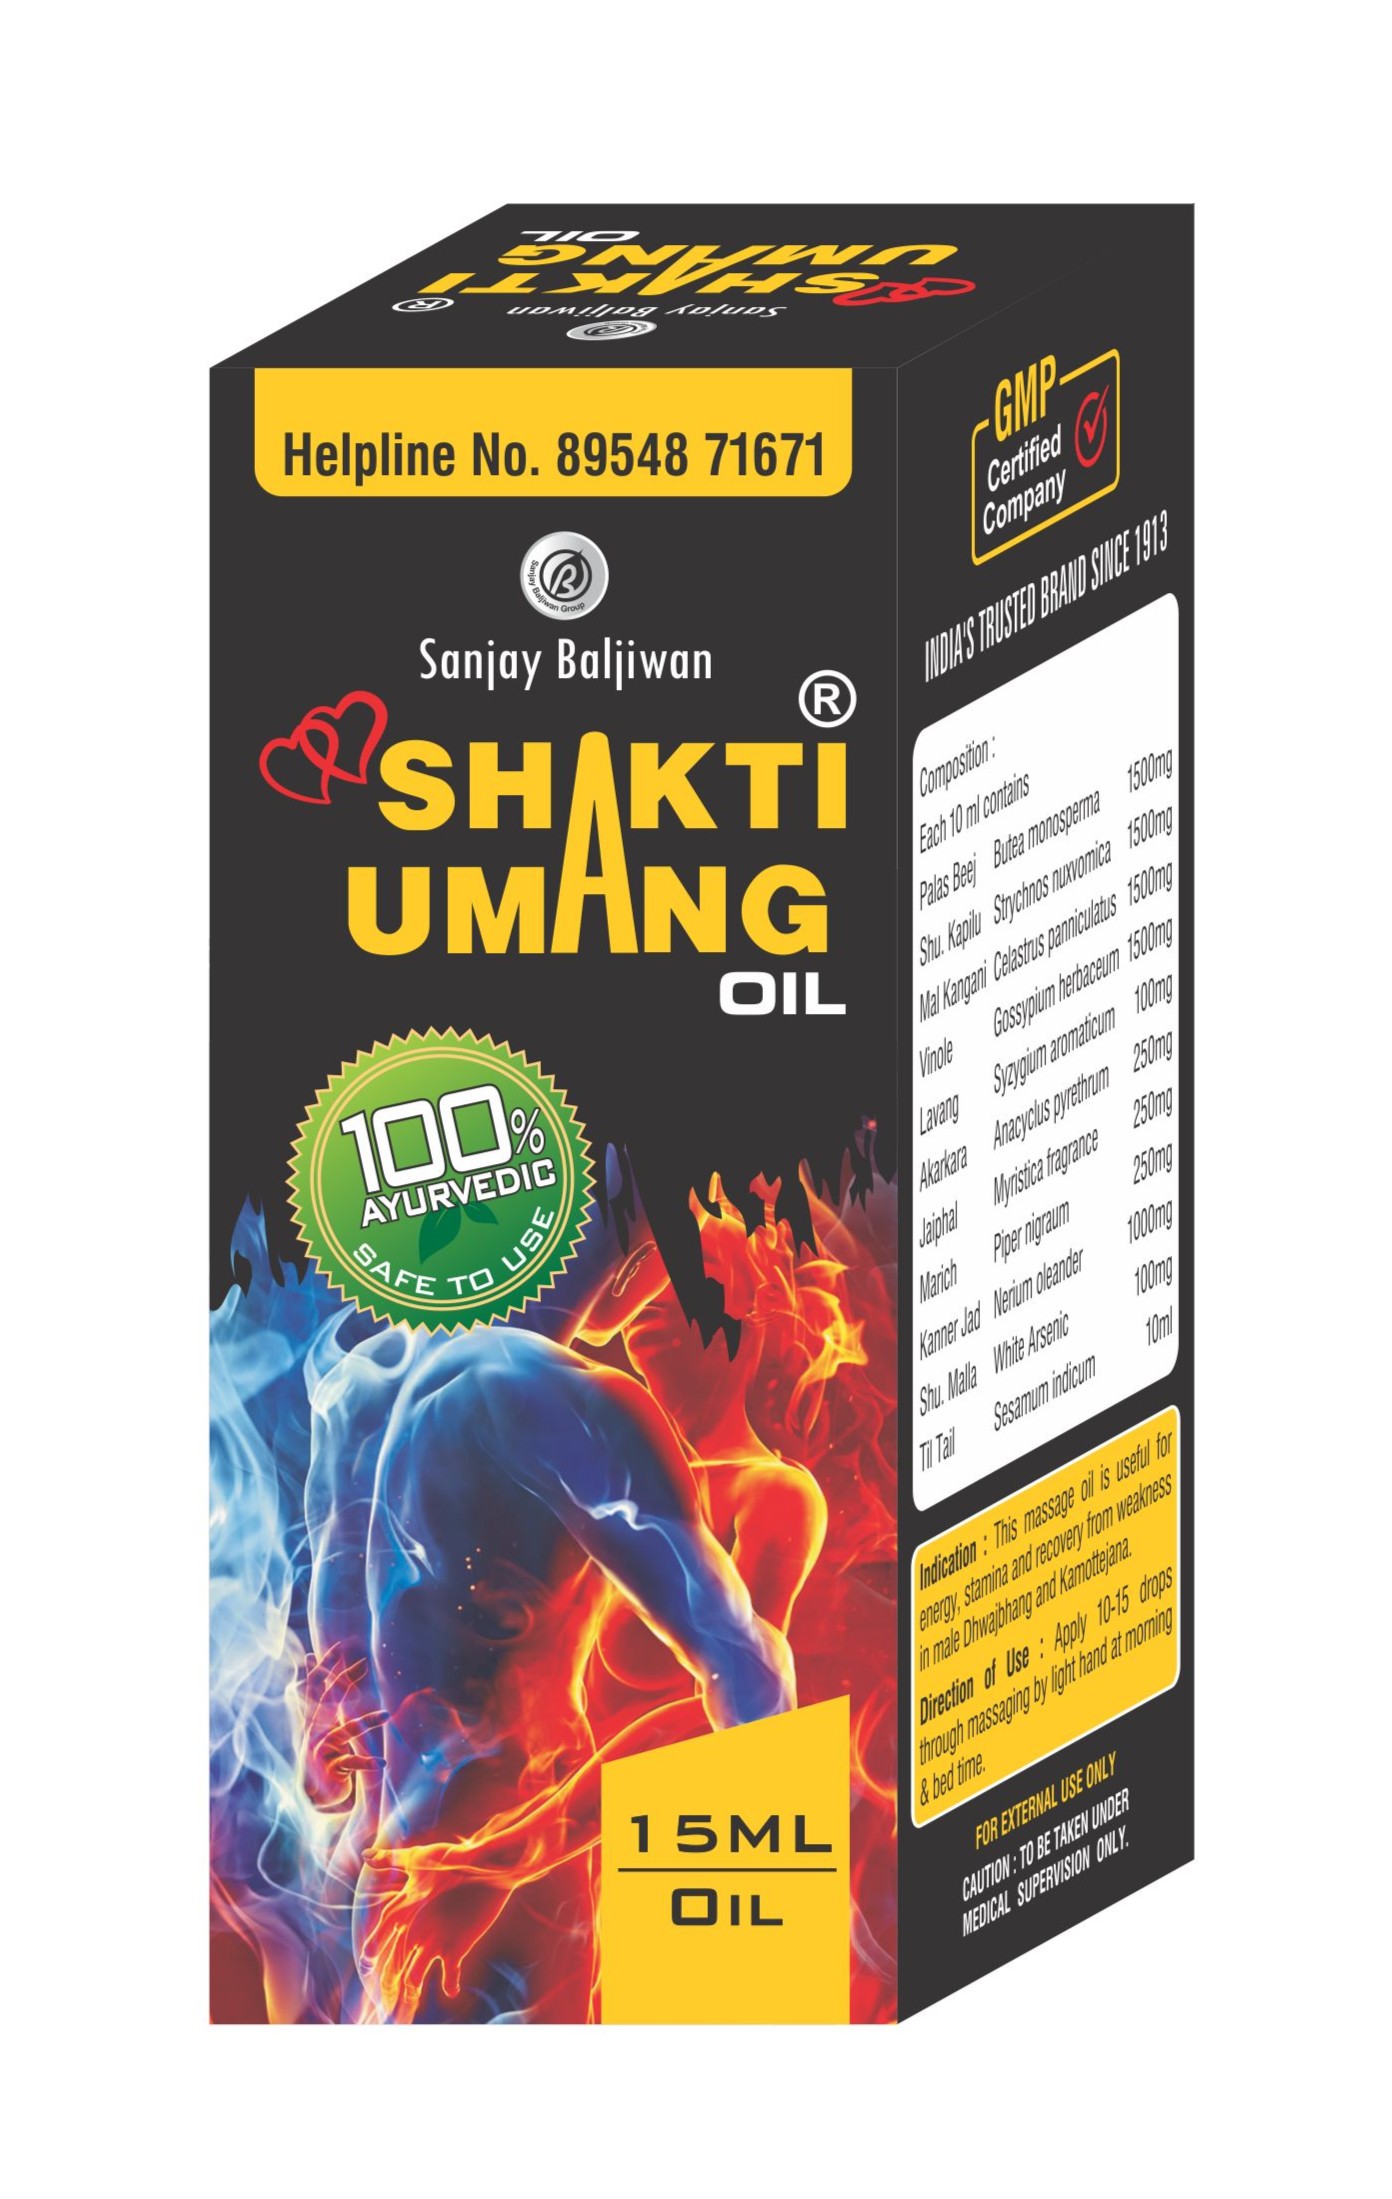 OIL
UMANG
SHAKTI
®
Sanjay Baljiwan
Helpline No. 89548 71671
Sanjay Baljiwan Group
Sanjay Baljiwan
®
SHAKTI
UMANG
OIL
100%
AYURVEDIC
SAFE TO USE
15ML
OIL
GMP
Certified
Company
INDIA'S TRUSTED BRAND SINCE 1913
Composition :
Each 10 ml contains
Palas Beej Butea monosperma 1500mg
Shu. Kapilu Strychnos nuxvomica 1500mg
Mal Kangani Celastrus panniculatus 1500mg
Vinole Gossypium herbaceum 1500mg
Lavang Syzygium aromaticum 100mg
Akarkara Anacyclus pyrethrum 250mg
Jaiphal Myristica fragrance 250mg
Marich Piper nigraum 250mg
Kanner Jad Nerium oleander 1000mg
Shu. Malla White Arsenic 100mg
Til Tail Sesamum indicum 10ml
Indication : This massage oil is useful for
energy, stamina and recovery from weakness
in male Dhwajbhang and Kamottejana.
Direction of Use : Apply 10-15 drops
through massaging by light hand at morning
& bed time.
FOR EXTERNAL USE ONLY
CAUTION : TO BE TAKEN UNDER
MEDICAL SUPERVISION ONLY.